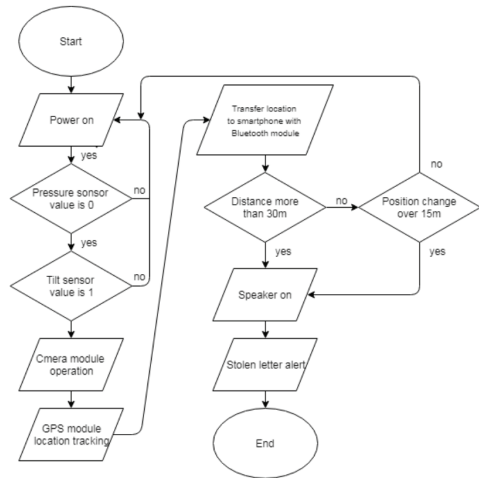 Start
Power on
yes
Pressure sonsor
value is 0
no
yes
Tilt sensor
value is 1
no
Cmera module
operation
GPS module
location tracking
Transfer location
to smartphone with
Bluetooth module
Distance more
than 30m
no
Position change
over 15m
no
yes
yes
Speaker on
Stolen letter alert
End